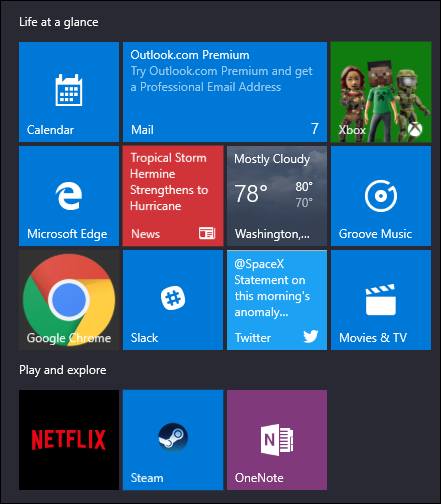 Life at a glance
Calendar
Outlook.com Premium
Try Outlook.com Premium and get
a Professional Email Address
Mail
7
Xbox
Microsoft Edge
Tropical Storm
Hermine
Strengthens to
Hurricane
News
Mostly Cloudy
78°
80°
70°
Washington,...
Groove Music
Google Chrome
Slack
@SpaceX
Statement on
this morning's
anomaly...
Twitter
Movies & TV
Play and explore
NETFLIX
Steam
N
OneNote